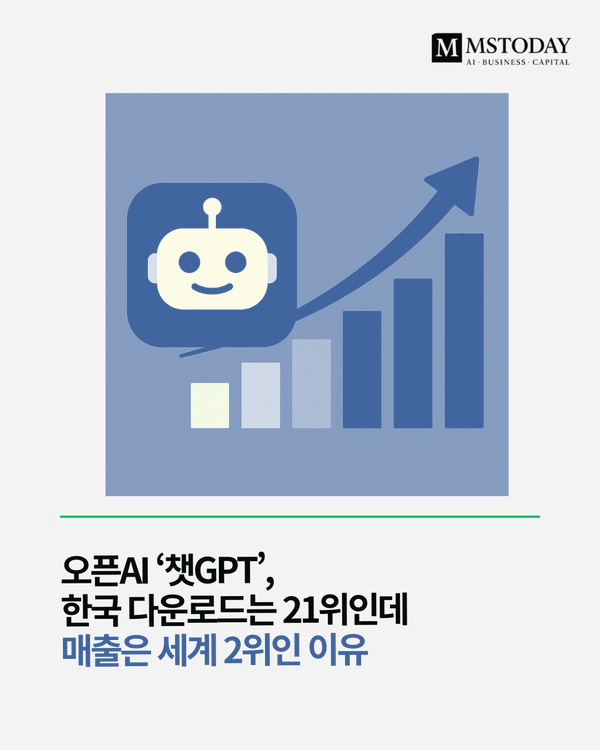 M MSTODAY
AI · BUSINESS · CAPITAL
오픈AI ‘챗GPT’,
한국 다운로드는 21위인데
매출은 세계 2위인 이유